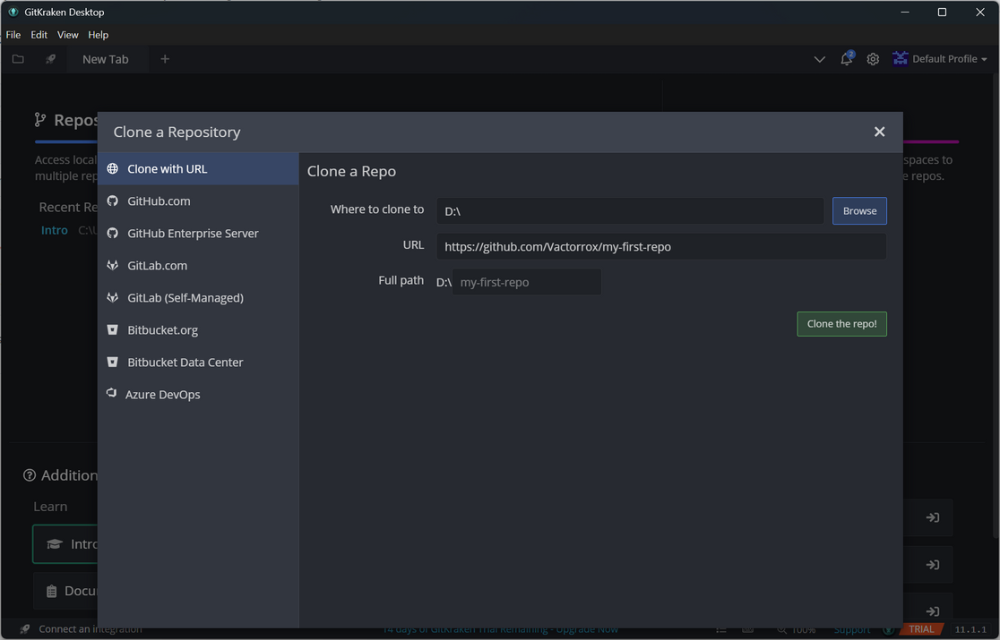 GitKraken Desktop
File Edit View Help
New Tab
2
Default Profile
Clone a Repository
Access local
multiple rep
spaces to
e repos.
Recent Re
Intro C:\U
Clone with URL
GitHub.com
GitHub Enterprise Server
GitLab.com
GitLab (Self-Managed)
Bitbucket.org
Bitbucket Data Center
Azure DevOps
Clone a Repo
Where to clone to D:\ Browse
URL https://github.com/Vactorrox/my-first-repo
Full path D:\ my-first-repo
Clone the repo!
Addition
Learn
Intro
Docu
Connect an integration
14 days of GitKraken Trial Remaining - Upgrade Now
100%
Support
TRIAL
11.1.1